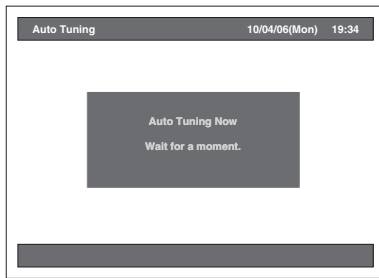 Auto Tuning 10/04/06(Mon) 19:34
Auto Tuning Now
Wait for a moment.